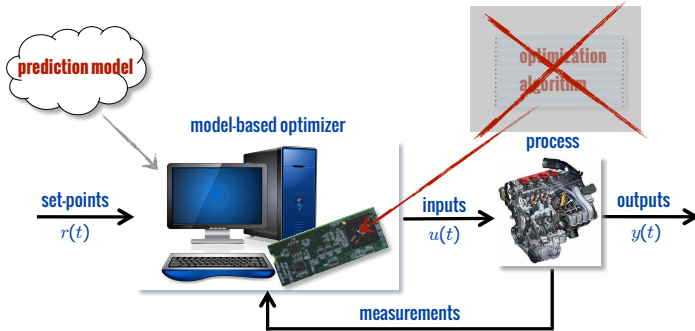 prediction model
optimization
algorithm
model-based optimizer
process
set-points
r(t)
inputs
u(t)
outputs
y(t)
measurements